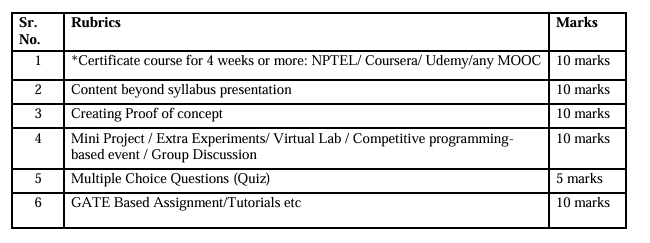 Sr. No. Rubrics Marks
1 *Certificate course for 4 weeks or more: NPTEL/ Coursera/ Udemy/any MOOC 10 marks
2 Content beyond syllabus presentation 10 marks
3 Creating Proof of concept 10 marks
4 Mini Project / Extra Experiments/ Virtual Lab / Competitive programming-
based event / Group Discussion 10 marks
5 Multiple Choice Questions (Quiz) 5 marks
6 GATE Based Assignment/Tutorials etc 10 marks